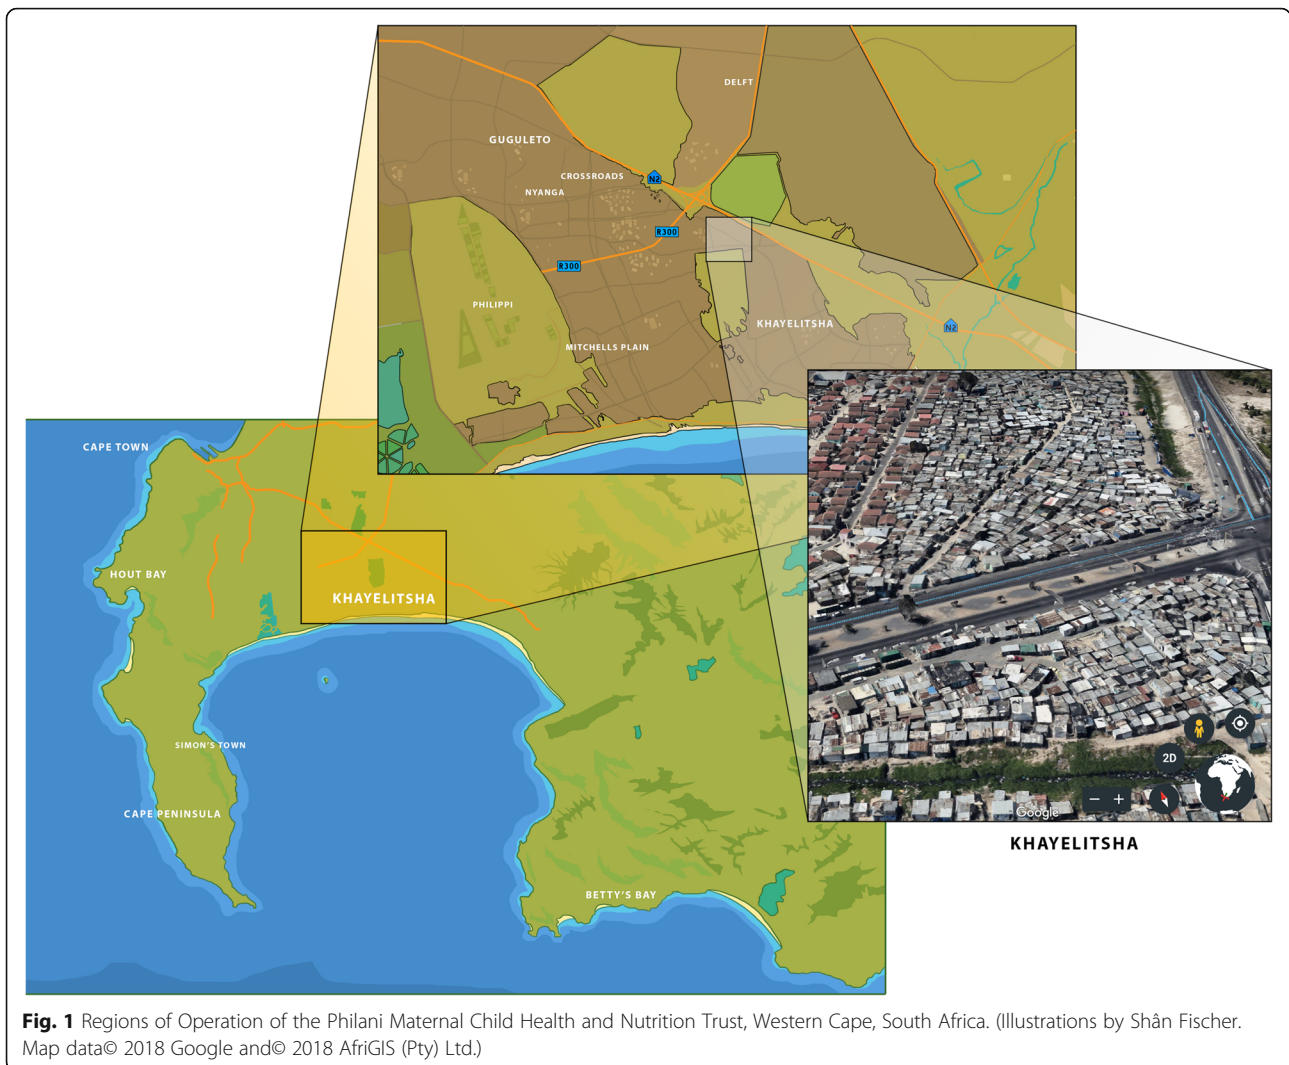 DELFT
GUGULETO
CROSSROADS
N2
NYANGA
R300
R300
PHILIPPI
KHAYELITSHA
N2
MITCHELLS PLAIN
CAPE TOWN
HOUT BAY
KHAYELITSHA
SIMON'S TOWN
CAPE PENINSULA
BETTY'S BAY
2D
Google
KHAYELITSHA
Fig. 1 Regions of Operation of the Philani Maternal Child Health and Nutrition Trust, Western Cape, South Africa. (Illustrations by Shân Fischer.
Map data© 2018 Google and© 2018 AfriGIS (Pty) Ltd.)